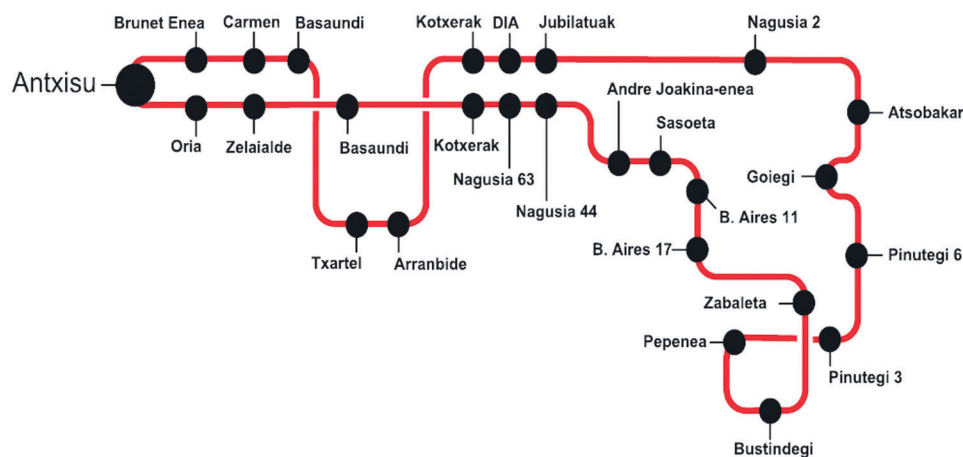 Brunet Enea
Carmen
Basaundi
Kotxerak
DIA
Jubilatuak
Nagusia 2
Antxisu
Andre Joakina-enea
Atsobakar
Sasoeta
Oria
Zelaialde
Basaundi
Kotxerak
Nagusia 63
Goiegi
Nagusia 44
B. Aires 11
B. Aires 17
Pinutegi 6
Txartel
Arranbide
Zabaleta
Pepenea
Pinutegi 3
Bustindegi